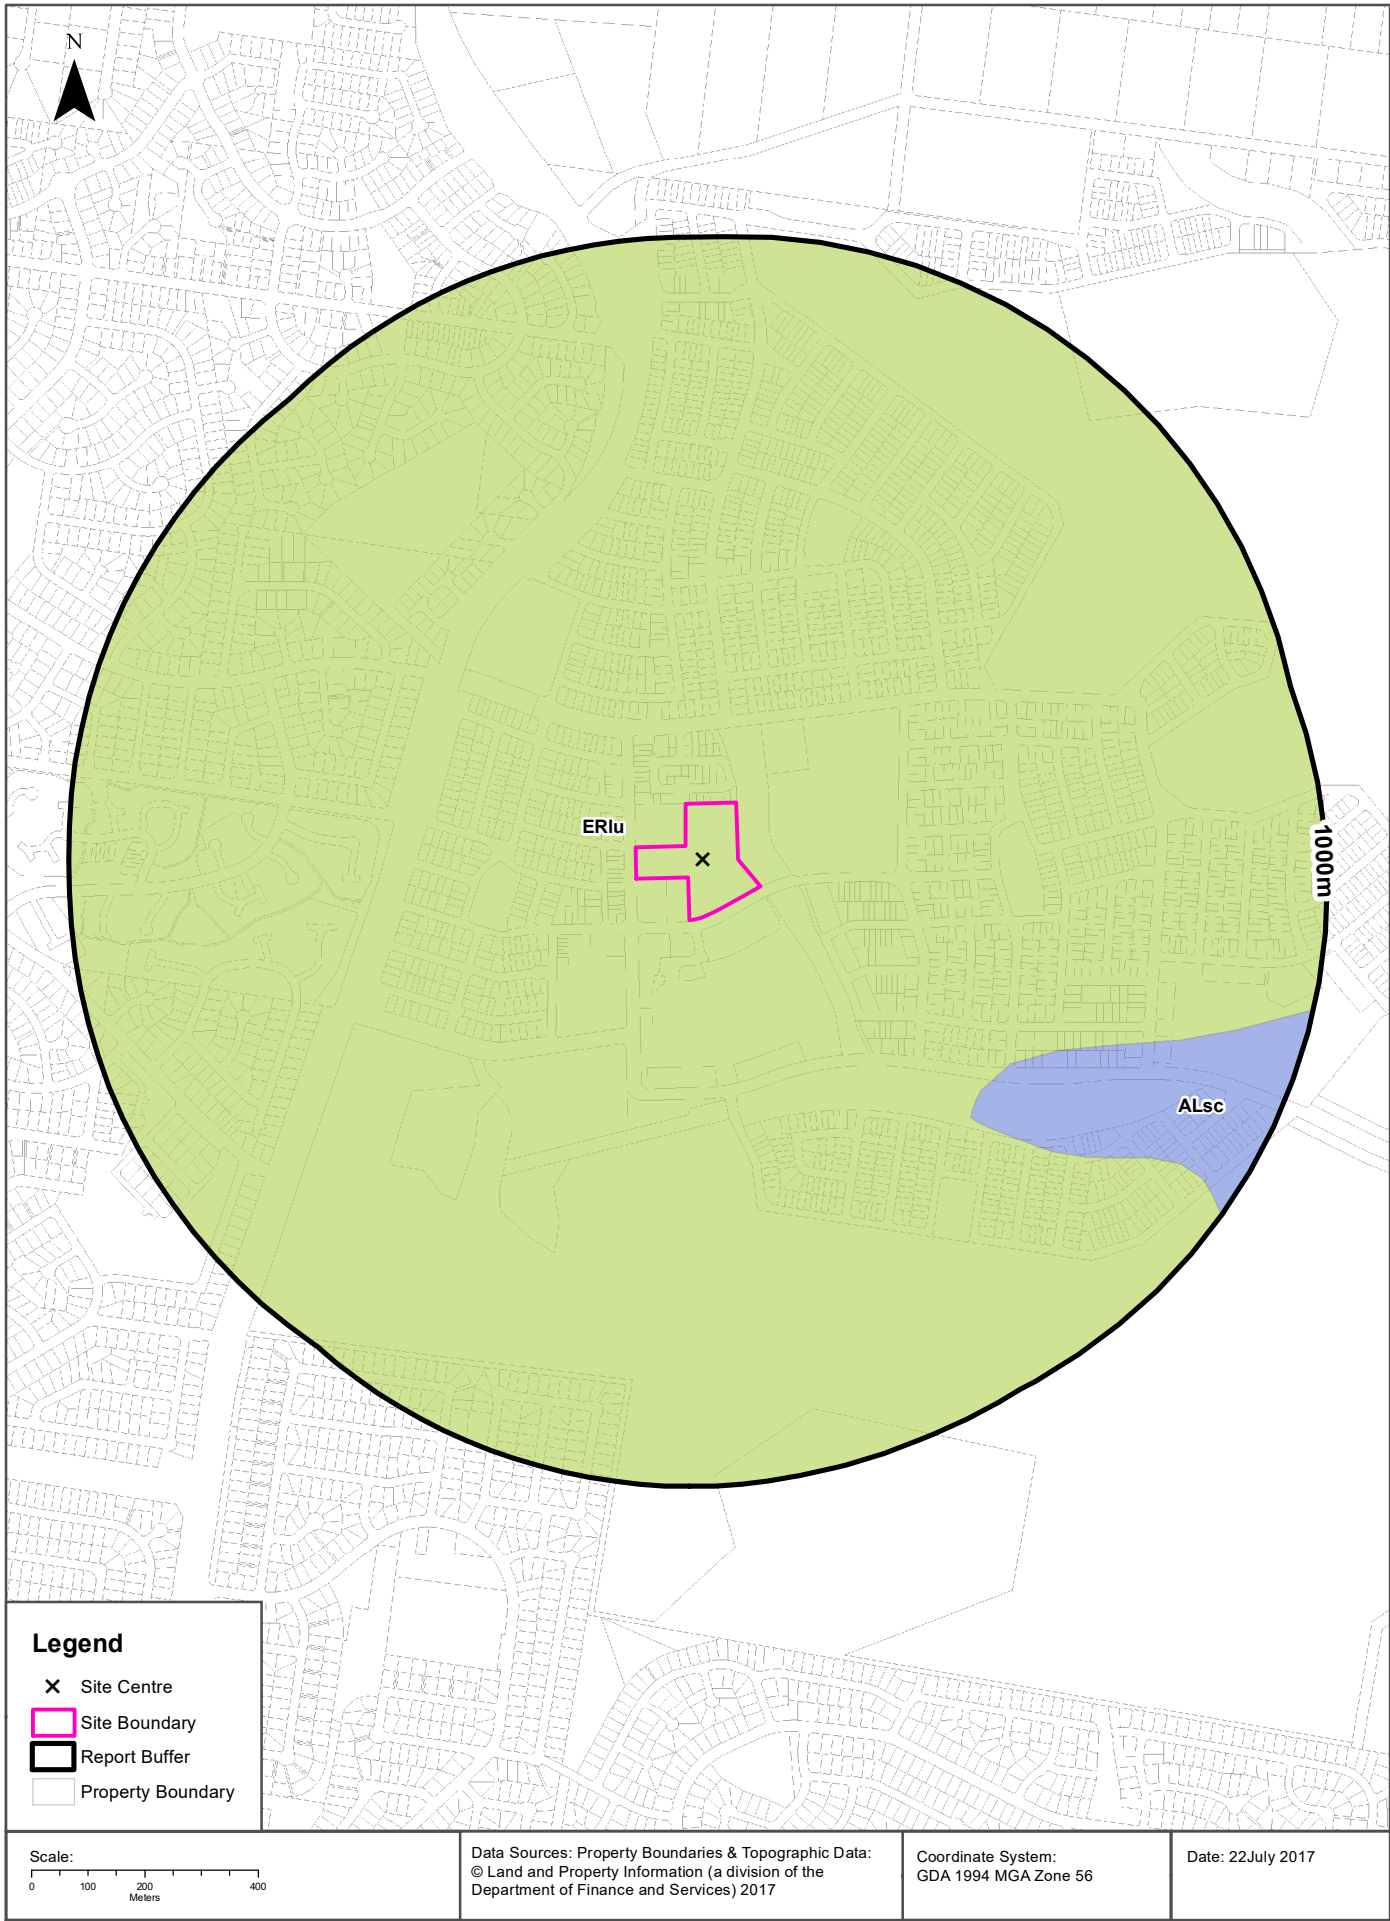 N
ERlu
1000m
ALsc
Legend
Site Centre
Site Boundary
Report Buffer
Property Boundary
Scale:
0 100 200 400
Meters
Data Sources: Property Boundaries & Topographic Data:
© Land and Property Information (a division of the
Department of Finance and Services) 2017
Coordinate System:
GDA 1994 MGA Zone 56
Date: 22July 2017